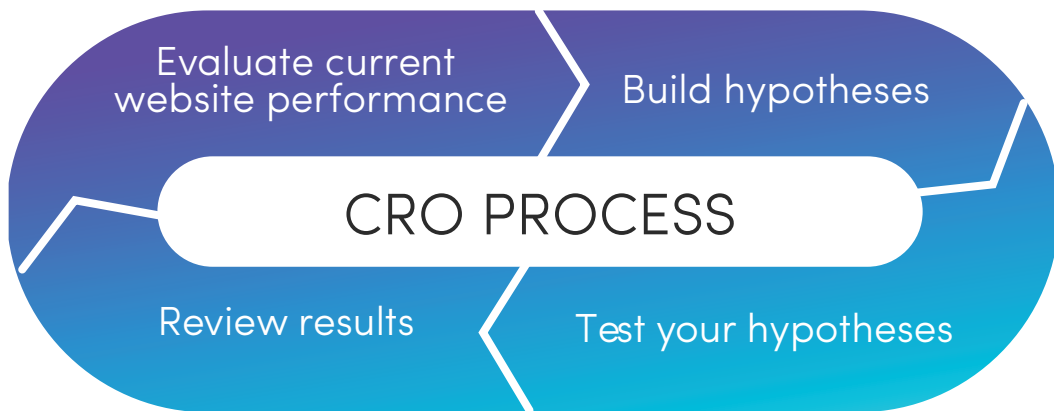 Evaluate current
website performance
Build hypotheses
CRO PROCESS
Review results
Test your hypotheses